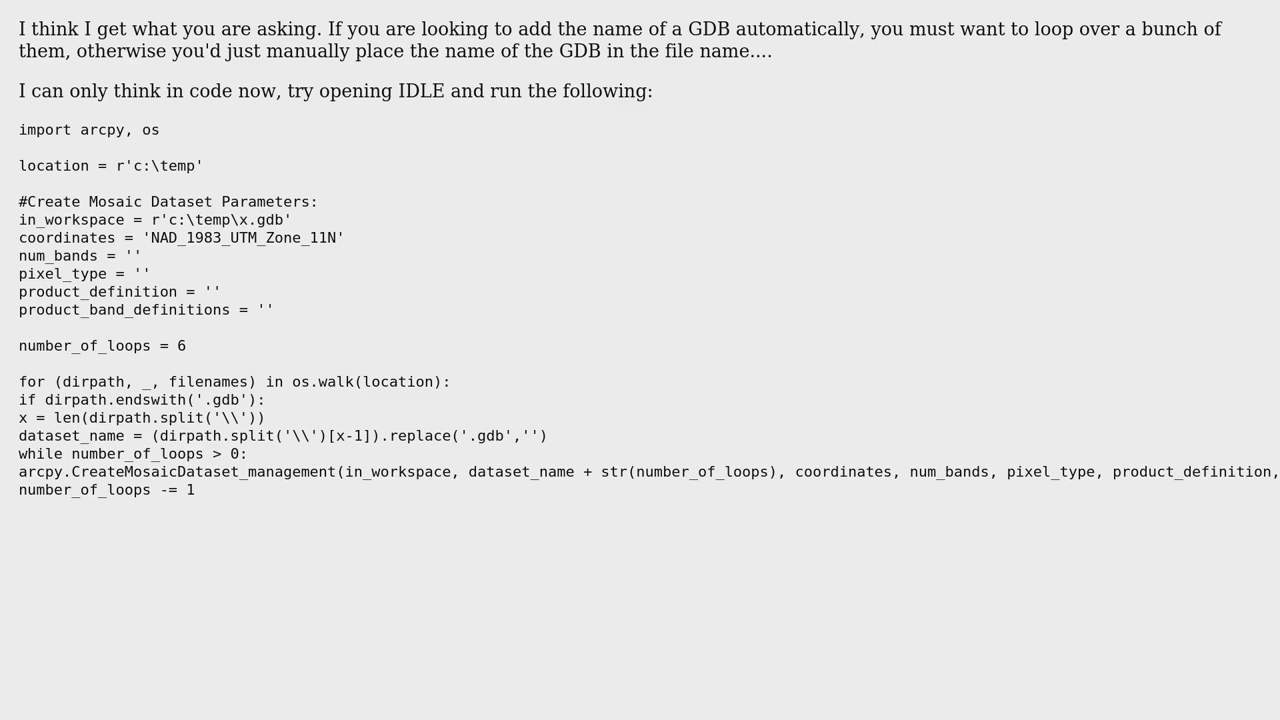 I think I get what you are asking. If you are looking to add the name of a GDB automatically, you must want to loop over a bunch of
them, otherwise you'd just manually place the name of the GDB in the file name....
I can only think in code now, try opening IDLE and run the following:
import arcpy, os
location = r'c:\temp'
#Create Mosaic Dataset Parameters:
in_workspace = r'c:\temp\x.gdb'
coordinates = 'NAD_1983_UTM_Zone_11N'
num_bands = ''
pixel_type = ''
product_definition = ''
product_band_definitions = ''
number_of_loops = 6
for (dirpath, _, filenames) in os.walk(location):
if dirpath.endswith('.gdb'):
x = len(dirpath.split('\\'))
dataset_name = (dirpath.split('\\')[x-1]).replace('.gdb','')
while number_of_loops > 0:
arcpy.CreateMosaicDataset_management(in_workspace, dataset_name + str(number_of_loops), coordinates, num_bands, pixel_type, product_definition,
number_of_loops -= 1